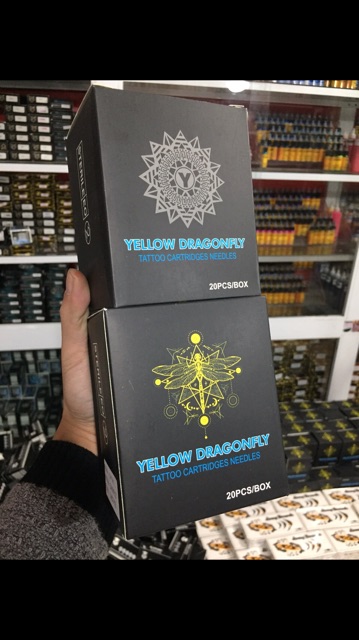 Y
YELLOW DRAGONFLY
TATTOO CARTRIDGES NEEDLES
20PCS/BOX
YELLOW DRAGONFLY
TATTOO CARTRIDGES NEEDLES
20PCS/BOX